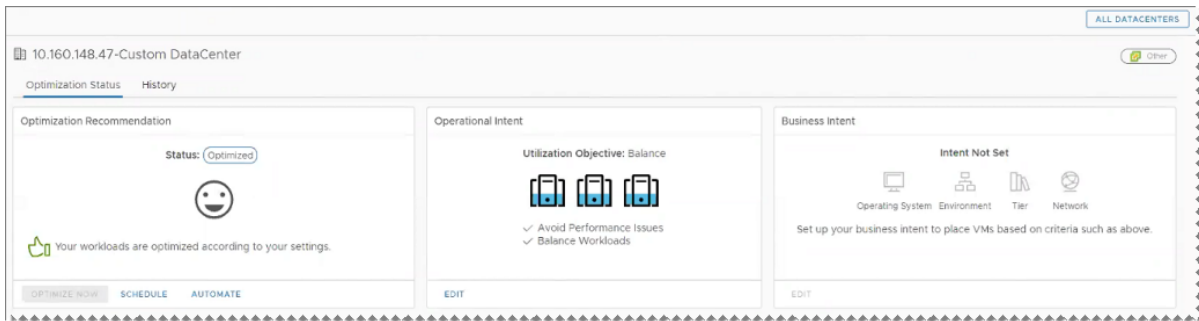 ALL DATACENTERS
10.160.148.47-Custom DataCenter
Other
Optimization Status History
Optimization Recommendation
Status: Optimized
Your workloads are optimized according to your settings.
OPTIMIZE NOW SCHEDULE AUTOMATE
Operational Intent
Utilization Objective: Balance
Avoid Performance Issues
Balance Workloads
EDIT
Business Intent
Intent Not Set
Operating System Environment Tier Network
Set up your business intent to place VMs based on criteria such as above.
EDIT